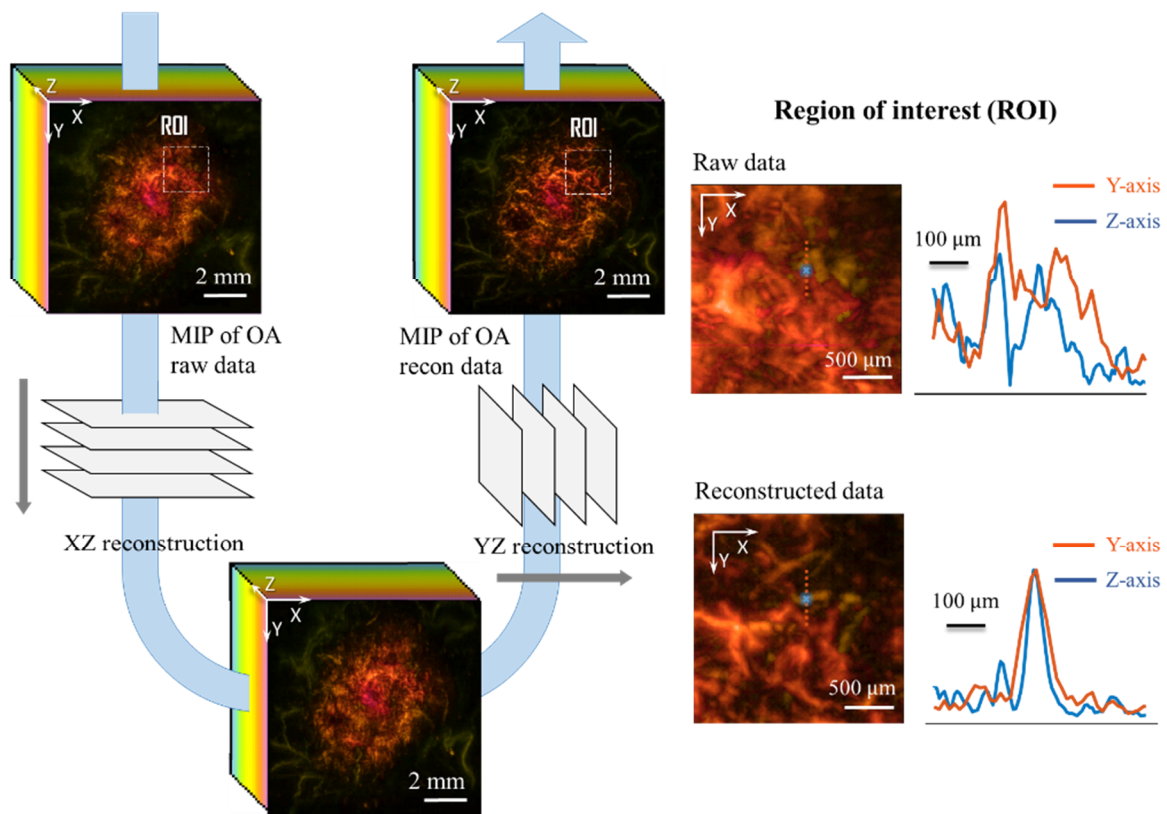 Z
X
Y
ROI
2 mm
MIP of OA
raw data
XZ reconstruction
Z
X
Y
2 mm
Z
X
Y
ROI
2 mm
MIP of OA
recon data
YZ reconstruction
Region of interest (ROI)
Raw data
X
Y
500 µm
Y-axis
Z-axis
100 µm
Reconstructed data
X
Y
500 µm
Y-axis
Z-axis
100 µm